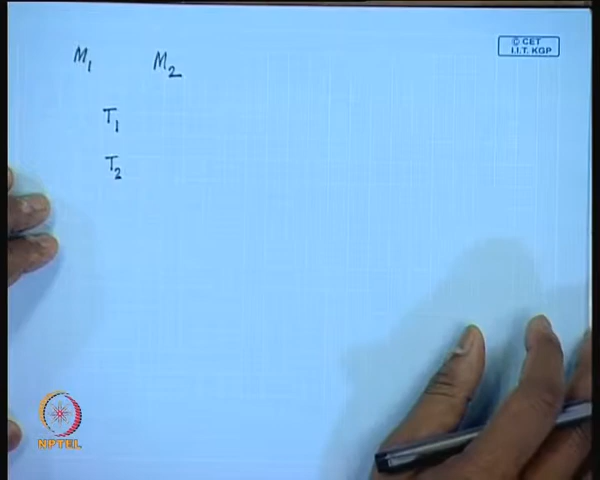 M₁ M₂
© CET
I.I.T. KGP
T₁
T₂
NPTEL